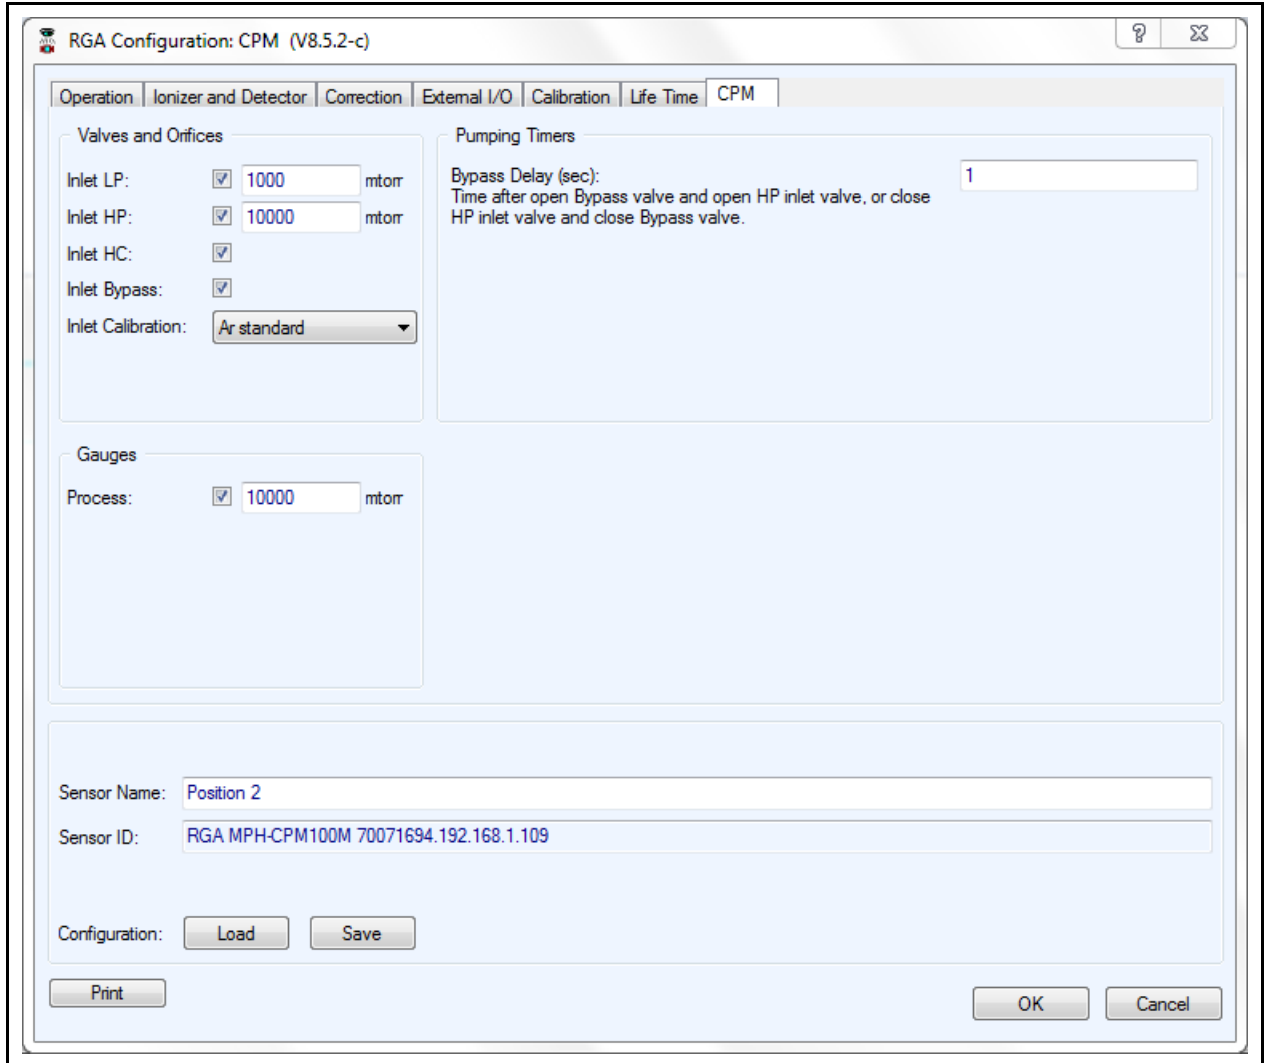 RGA Configuration: CPM (V8.5.2-c)
Operation Ionizer and Detector Correction External I/O Calibration Life Time CPM
Valves and Orifices
Inlet LP: 1000 mtorr
Inlet HP: 10000 mtorr
Inlet HC:
Inlet Bypass:
Inlet Calibration: Ar standard
Pumping Timers
Bypass Delay (sec): 1
Time after open Bypass valve and open HP inlet valve, or close
HP inlet valve and close Bypass valve.
Gauges
Process: 10000 mtorr
Sensor Name: Position 2
Sensor ID: RGA MPH-CPM100M 70071694.192.168.1.109
Configuration: Load Save
Print
OK Cancel